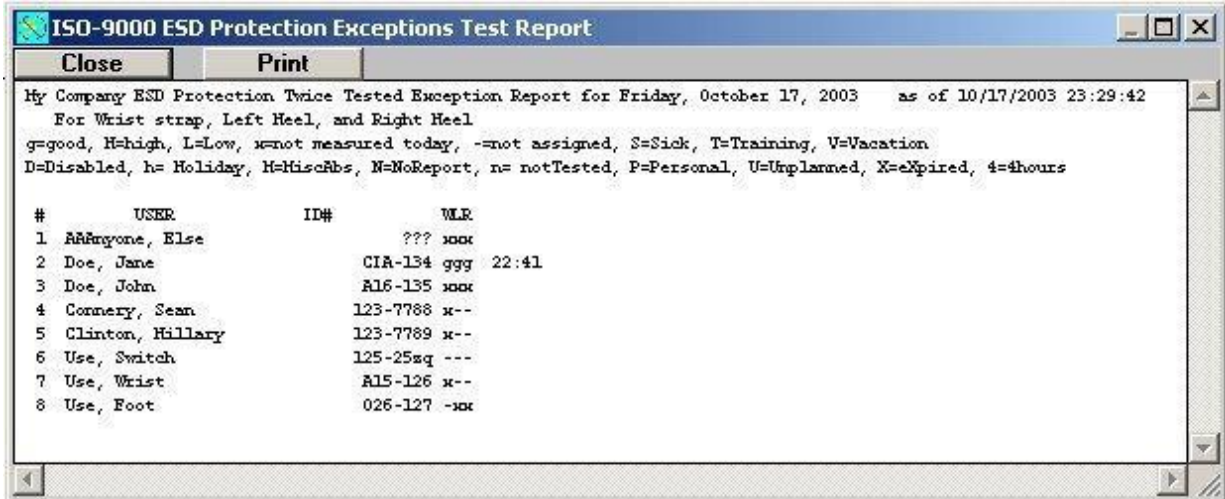 ISO-9000 ESD Protection Exceptions Test Report
Close Print
My Company ESD Protection Twice Tested Exception Report for Friday, October 17, 2003 as of 10/17/2003 23:29:42
For Wrist strap, Left Heel, and Right Heel
g=good, H=high, L=Low, x=not measured today, -=not assigned, S=Sick, T=Training, V=Vacation
D=Disabled, h= Holiday, M=MiscAbs, N=NoReport, n= notTested, P=Personal, U=Unplanned, X=eXpired, 4=4hours
# USER ID# WLR
1 AAAnyone, Else ??? xxx
2 Doe, Jane CIA-134 ggg 22:41
3 Doe, John A16-135 xxx
4 Connery, Sean 123-7788 x--
5 Clinton, Hillary 123-7789 x--
6 Use, Switch 125-25sq ---
7 Use, Wrist A15-126 x--
8 Use, Foot 026-127 -xx